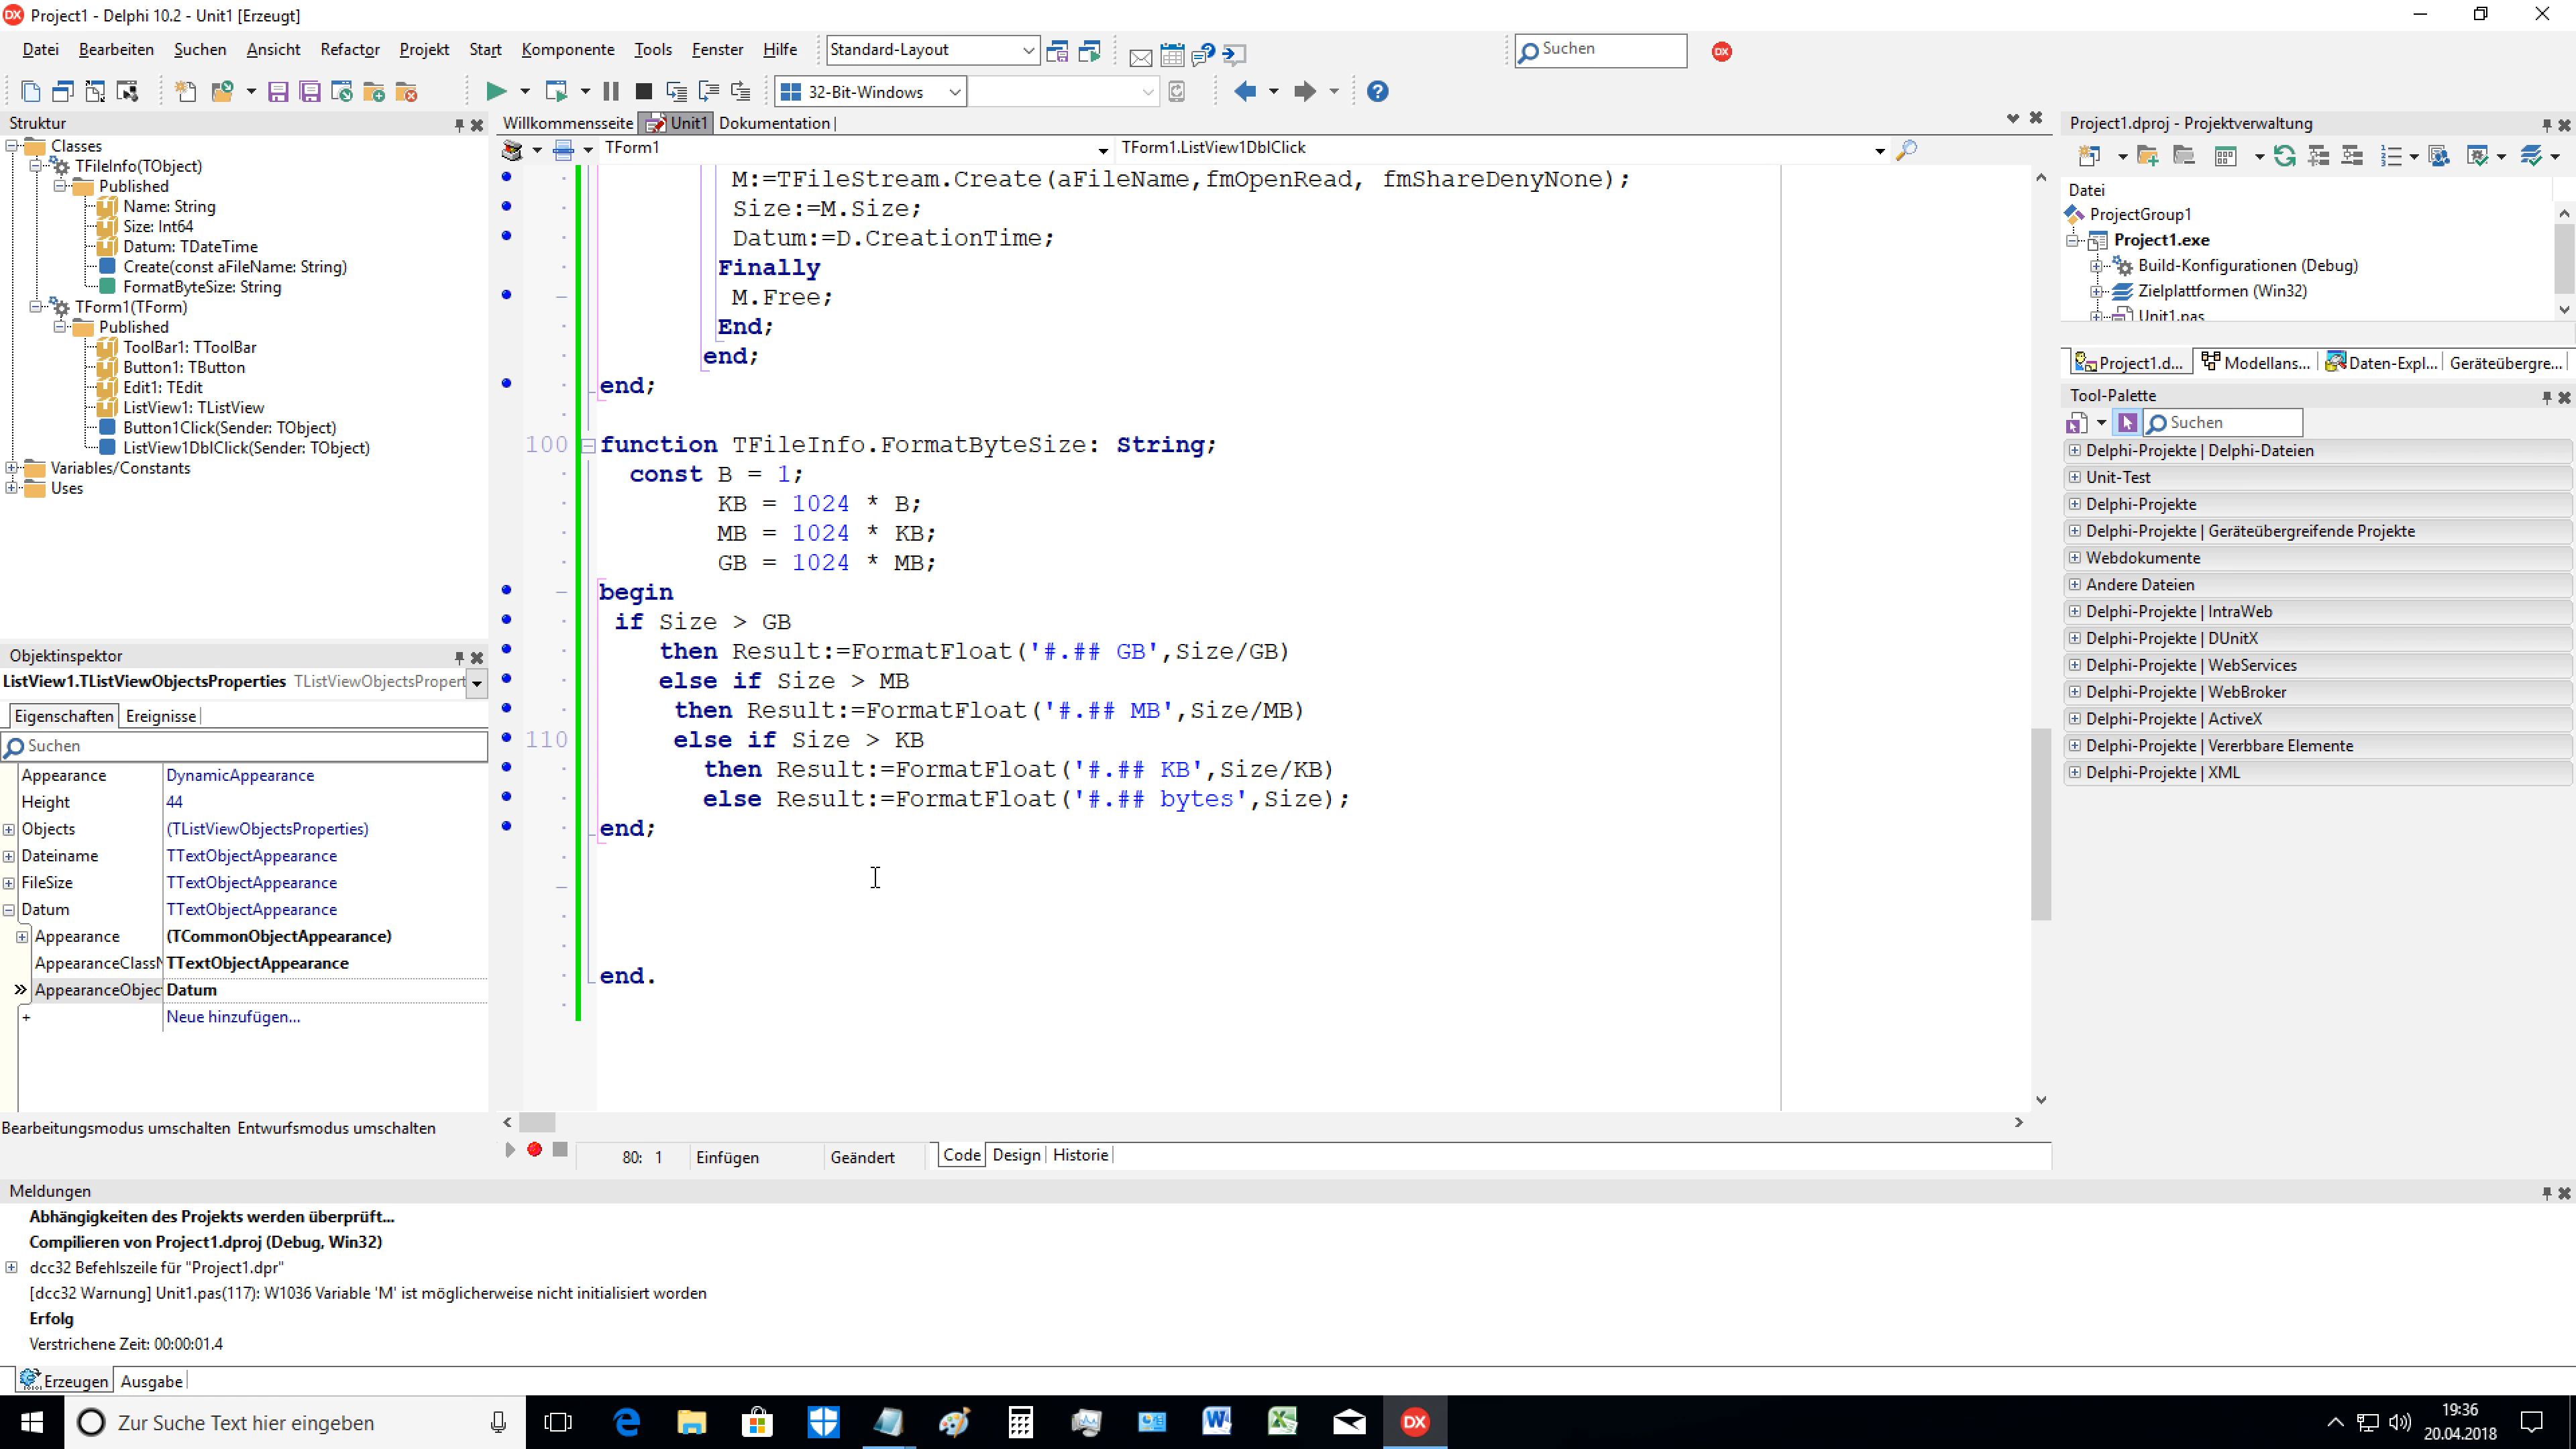 Project1 - Delphi 10.2 - Unit1 [Erzeugt]
Datei Bearbeiten Suchen Ansicht Refactor Projekt Start Komponente Tools Fenster Hilfe Standard-Layout Suchen
32-Bit-Windows
Struktur
Classes
TFileInfo(TObject)
Published
Name: String
Size: Int64
Datum: TDateTime
Create(const aFileName: String)
FormatByteSize: String
TForm1(TForm)
Published
ToolBar1: TToolBar
Button1: TButton
Edit1: TEdit
ListView1: TListView
Button1Click(Sender: TObject)
ListView1DblClick(Sender: TObject)
Variables/Constants
Uses
Objektinspektor
ListView1.TListViewObjectsProperties TListViewObjectsPropert
Eigenschaften Ereignisse
Suchen
Appearance DynamicAppearance
Height 44
Objects (TListViewObjectsProperties)
Dateiname TTextObjectAppearance
FileSize TTextObjectAppearance
Datum TTextObjectAppearance
Appearance (TCommonObjectAppearance)
AppearanceClassN TTextObjectAppearance
AppearanceObjec Datum
Neue hinzufügen...
Bearbeitungsmodus umschalten Entwurfsmodus umschalten
Willkommensseite Unit1 Dokumentation
TForm1 TForm1.ListView1DblClick
M:=TFileStream.Create(aFileName,fmOpenRead, fmShareDenyNone);
Size:=M.Size;
Datum:=D.CreationTime;
Finally
M.Free;
End;
end;
end;
100 function TFileInfo.FormatByteSize: String;
const B = 1;
KB = 1024 * B;
MB = 1024 * KB;
GB = 1024 * MB;
begin
if Size > GB
then Result:=FormatFloat('#.## GB',Size/GB)
else if Size > MB
then Result:=FormatFloat('#.## MB',Size/MB)
110 else if Size > KB
then Result:=FormatFloat('#.## KB',Size/KB)
else Result:=FormatFloat('#.## bytes',Size);
end;
end.
80: 1 Einfügen Geändert Code Design Historie
Project1.dproj - Projektverwaltung
Datei
ProjectGroup1
Project1.exe
Build-Konfigurationen (Debug)
Zielplattformen (Win32)
Unit1.pas
Project1.d... Modellans... Daten-Expl... Geräteübergre...
Tool-Palette
Suchen
Delphi-Projekte | Delphi-Dateien
Unit-Test
Delphi-Projekte
Delphi-Projekte | Geräteübergreifende Projekte
Webdokumente
Andere Dateien
Delphi-Projekte | IntraWeb
Delphi-Projekte | DUnitX
Delphi-Projekte | WebServices
Delphi-Projekte | WebBroker
Delphi-Projekte | ActiveX
Delphi-Projekte | Vererbbare Elemente
Delphi-Projekte | XML
Meldungen
Abhängigkeiten des Projekts werden überprüft...
Compilieren von Project1.dproj (Debug, Win32)
dcc32 Befehlszeile für "Project1.dpr"
[dcc32 Warnung] Unit1.pas(117): W1036 Variable 'M' ist möglicherweise nicht initialisiert worden
Erfolg
Verstrichene Zeit: 00:00:01.4
Erzeugen Ausgabe
Zur Suche Text hier eingeben
19:36
20.04.2018